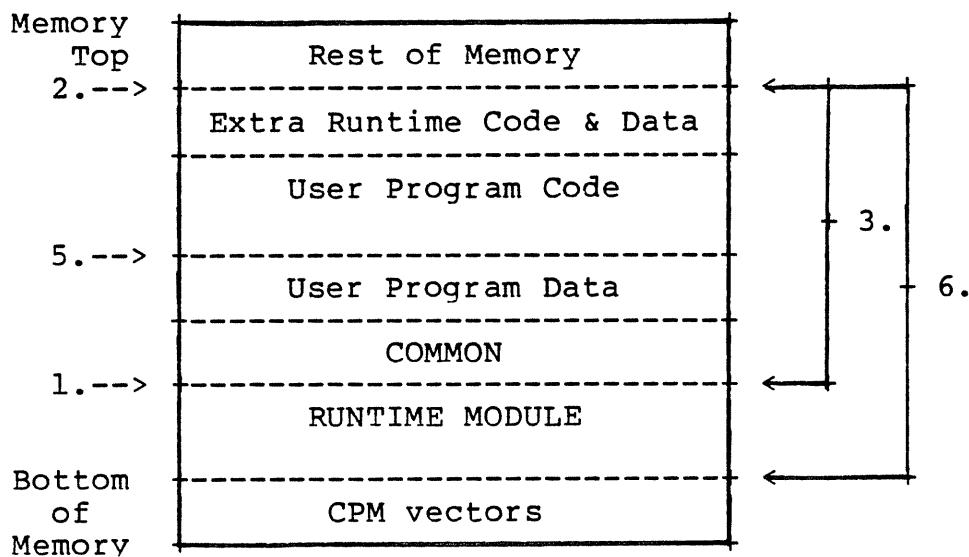 Memory
Top
Rest of Memory
2.-->
Extra Runtime Code & Data
User Program Code
3.
5.-->
User Program Data
6.
COMMON
1.-->
RUNTIME MODULE
Bottom
of
Memory
CPM vectors